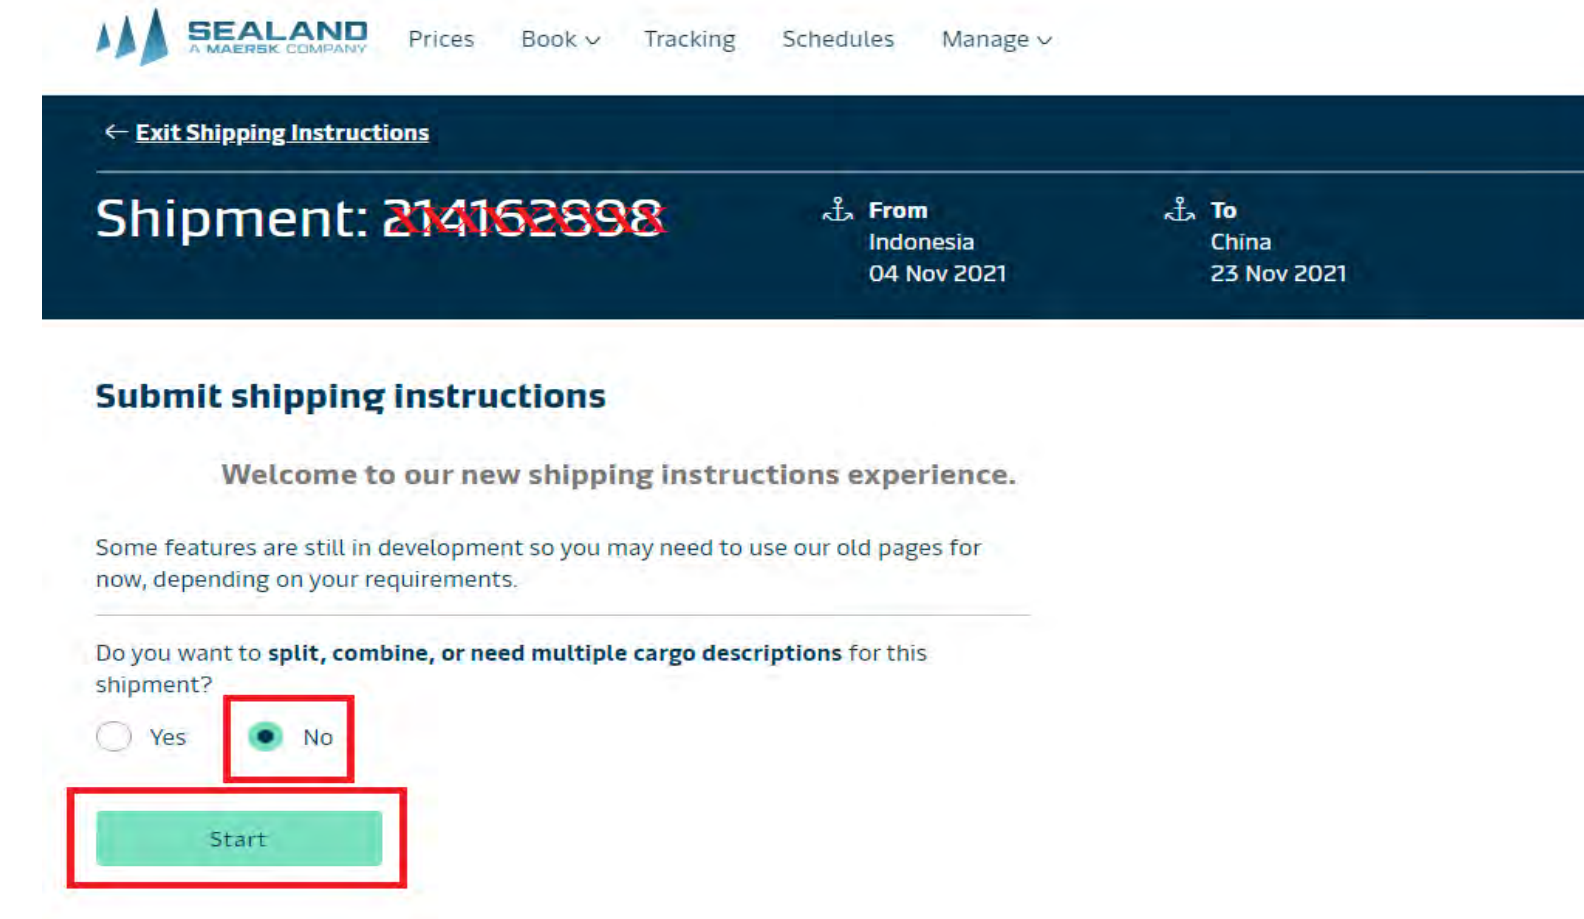 SEALAND
A MAERSK COMPANY
Prices
Book
Tracking
Schedules
Manage
← Exit Shipping Instructions
Shipment:
From
Indonesia
04 Nov 2021
To
China
23 Nov 2021
Submit shipping instructions
Welcome to our new shipping instructions experience.
Some features are still in development so you may need to use our old pages for
now, depending on your requirements.
Do you want to split, combine, or need multiple cargo descriptions for this
shipment?
Yes
No
Start